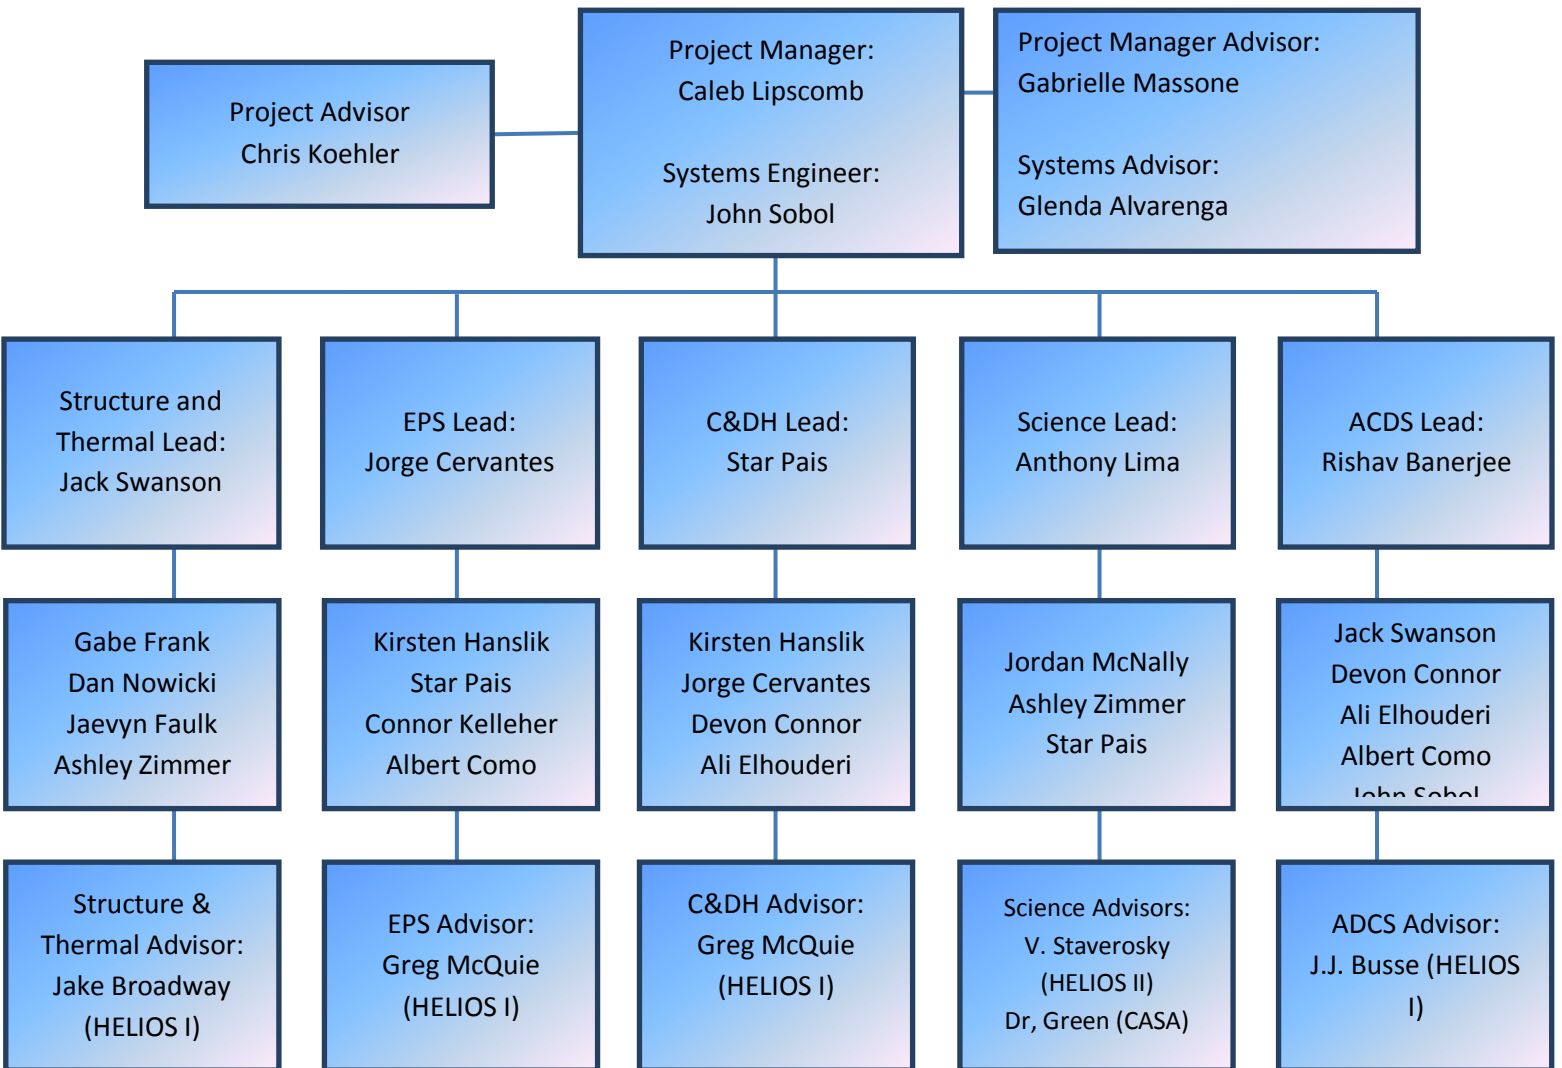 Project Advisor
Chris Koehler
Project Manager:
Caleb Lipscomb
Systems Engineer:
John Sobol
Project Manager Advisor:
Gabrielle Massone
Systems Advisor:
Glenda Alvarenga
Structure and
Thermal Lead:
Jack Swanson
EPS Lead:
Jorge Cervantes
C&DH Lead:
Star Pais
Science Lead:
Anthony Lima
ACDS Lead:
Rishav Banerjee
Gabe Frank
Dan Nowicki
Jaevyn Faulk
Ashley Zimmer
Kirsten Hanslik
Star Pais
Connor Kelleher
Albert Como
Kirsten Hanslik
Jorge Cervantes
Devon Connor
Ali Elhouderi
Jordan McNally
Ashley Zimmer
Star Pais
Jack Swanson
Devon Connor
Ali Elhouderi
Albert Como
John Sobol
Structure &
Thermal Advisor:
Jake Broadway
(HELIOS I)
EPS Advisor:
Greg McQuie
(HELIOS I)
C&DH Advisor:
Greg McQuie
(HELIOS I)
Science Advisors:
V. Staverosky
(HELIOS II)
Dr, Green (CASA)
ADCS Advisor:
J.J. Busse (HELIOS
I)